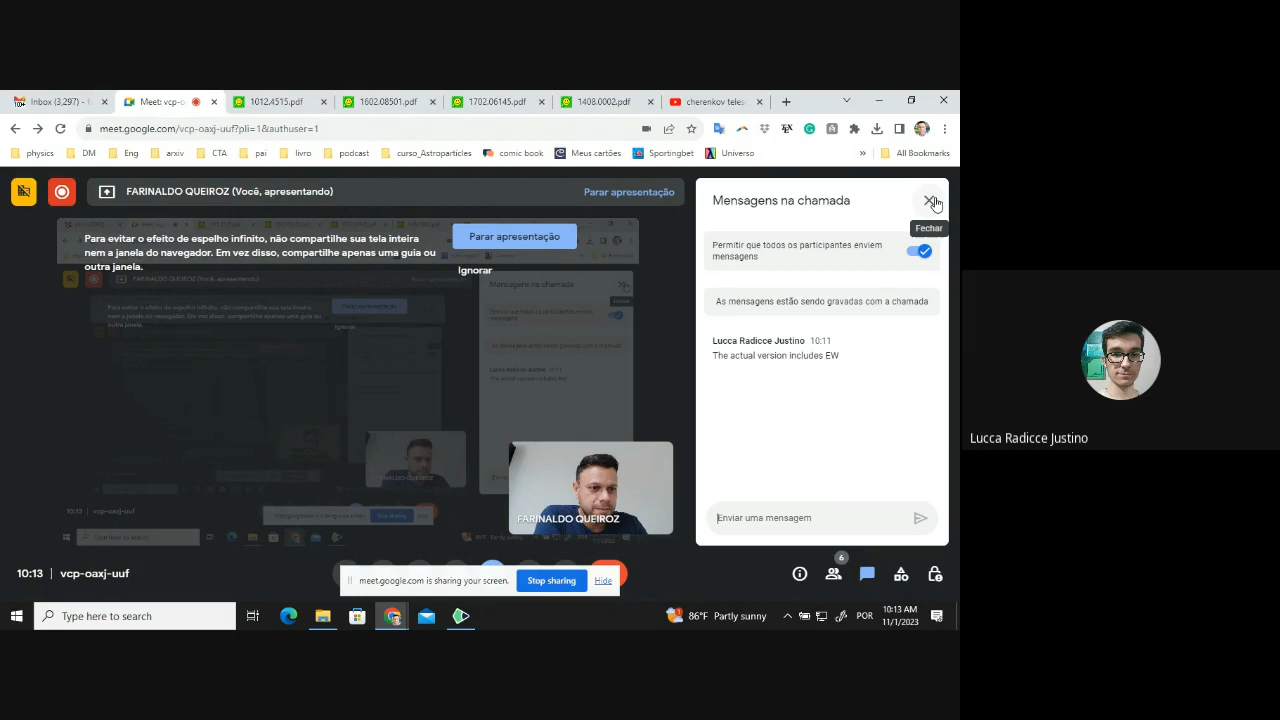 Inbox (3,297) -
Meet: vcp-o
1012.4515.pdf
1602.08501.pdf
1702.06145.pdf
1408.0002.pdf
cherenkov teles
meet.google.com/vcp-oaxj-uuf?pli=1&authuser=1
physics
DM
Eng
arxiv
CTA
pai
livro
podcast
curso_Astroparticles
comic book
Meus cartões
Sportingbet
Universo
»
All Bookmarks
FARINALDO QUEIROZ (Você, apresentando)
Parar apresentação
Para evitar o efeito de espelho infinito, não compartilhe sua tela inteira
nem a janela do navegador. Em vez disso, compartilhe apenas uma guia ou
outra janela.
Parar apresentação
Ignorar
Mensagens na chamada
Fechar
Permitir que todos os participantes enviem
mensagens
As mensagens estão sendo gravadas com a chamada
Lucca Radicce Justino 10:11
The actual version includes EW
Enviar uma mensagem
FARINALDO QUEIROZ
10:13 | vcp-oaxj-uuf
meet.google.com is sharing your screen.
Stop sharing
Hide
6
Type here to search
86°F Partly sunny
POR
10:13 AM
11/1/2023
Lucca Radicce Justino